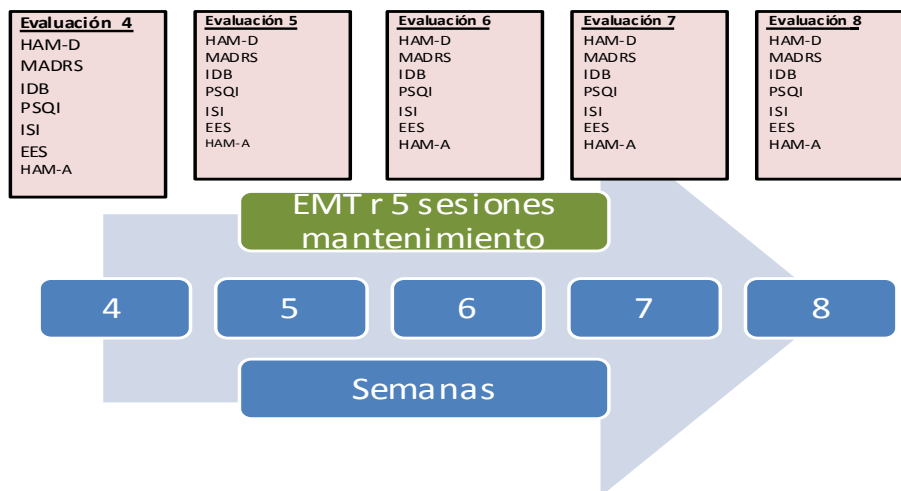 Evaluación 4
HAM-D
MADRS
IDB
PSQI
ISI
EES
HAM-A
Evaluación 5
HAM-D
MADRS
IDB
PSQI
ISI
EES
HAM-A
Evaluación 6
HAM-D
MADRS
IDB
PSQI
ISI
EES
HAM-A
Evaluación 7
HAM-D
MADRS
IDB
PSQI
ISI
EES
HAM-A
Evaluación 8
HAM-D
MADRS
IDB
PSQI
ISI
EES
HAM-A
EMT r 5 sesiones
mantenimiento
4
5
6
7
8
Semanas